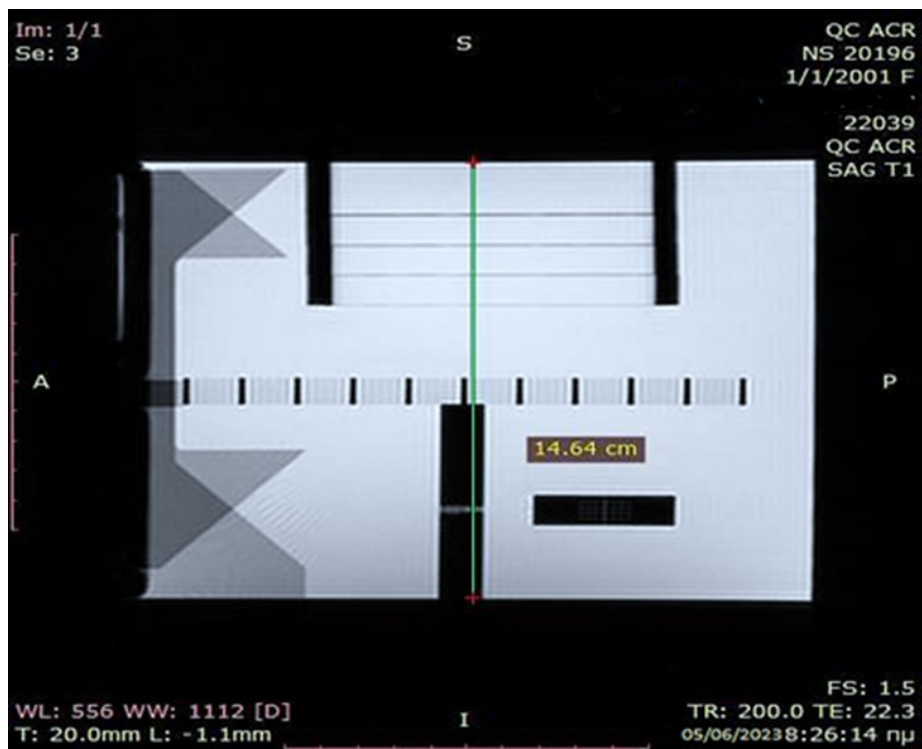 Im: 1/1
Se: 3
S
QC ACR
NS 20196
1/1/2001 F
22039
QC ACR
SAG T1
A
P
14.64 cm
WL: 556 WW: 1112 [D]
T: 20.0mm L: -1.1mm
I
FS: 1.5
TR: 200.0 TE: 22.3
05/06/2023 8:26:14 πμ